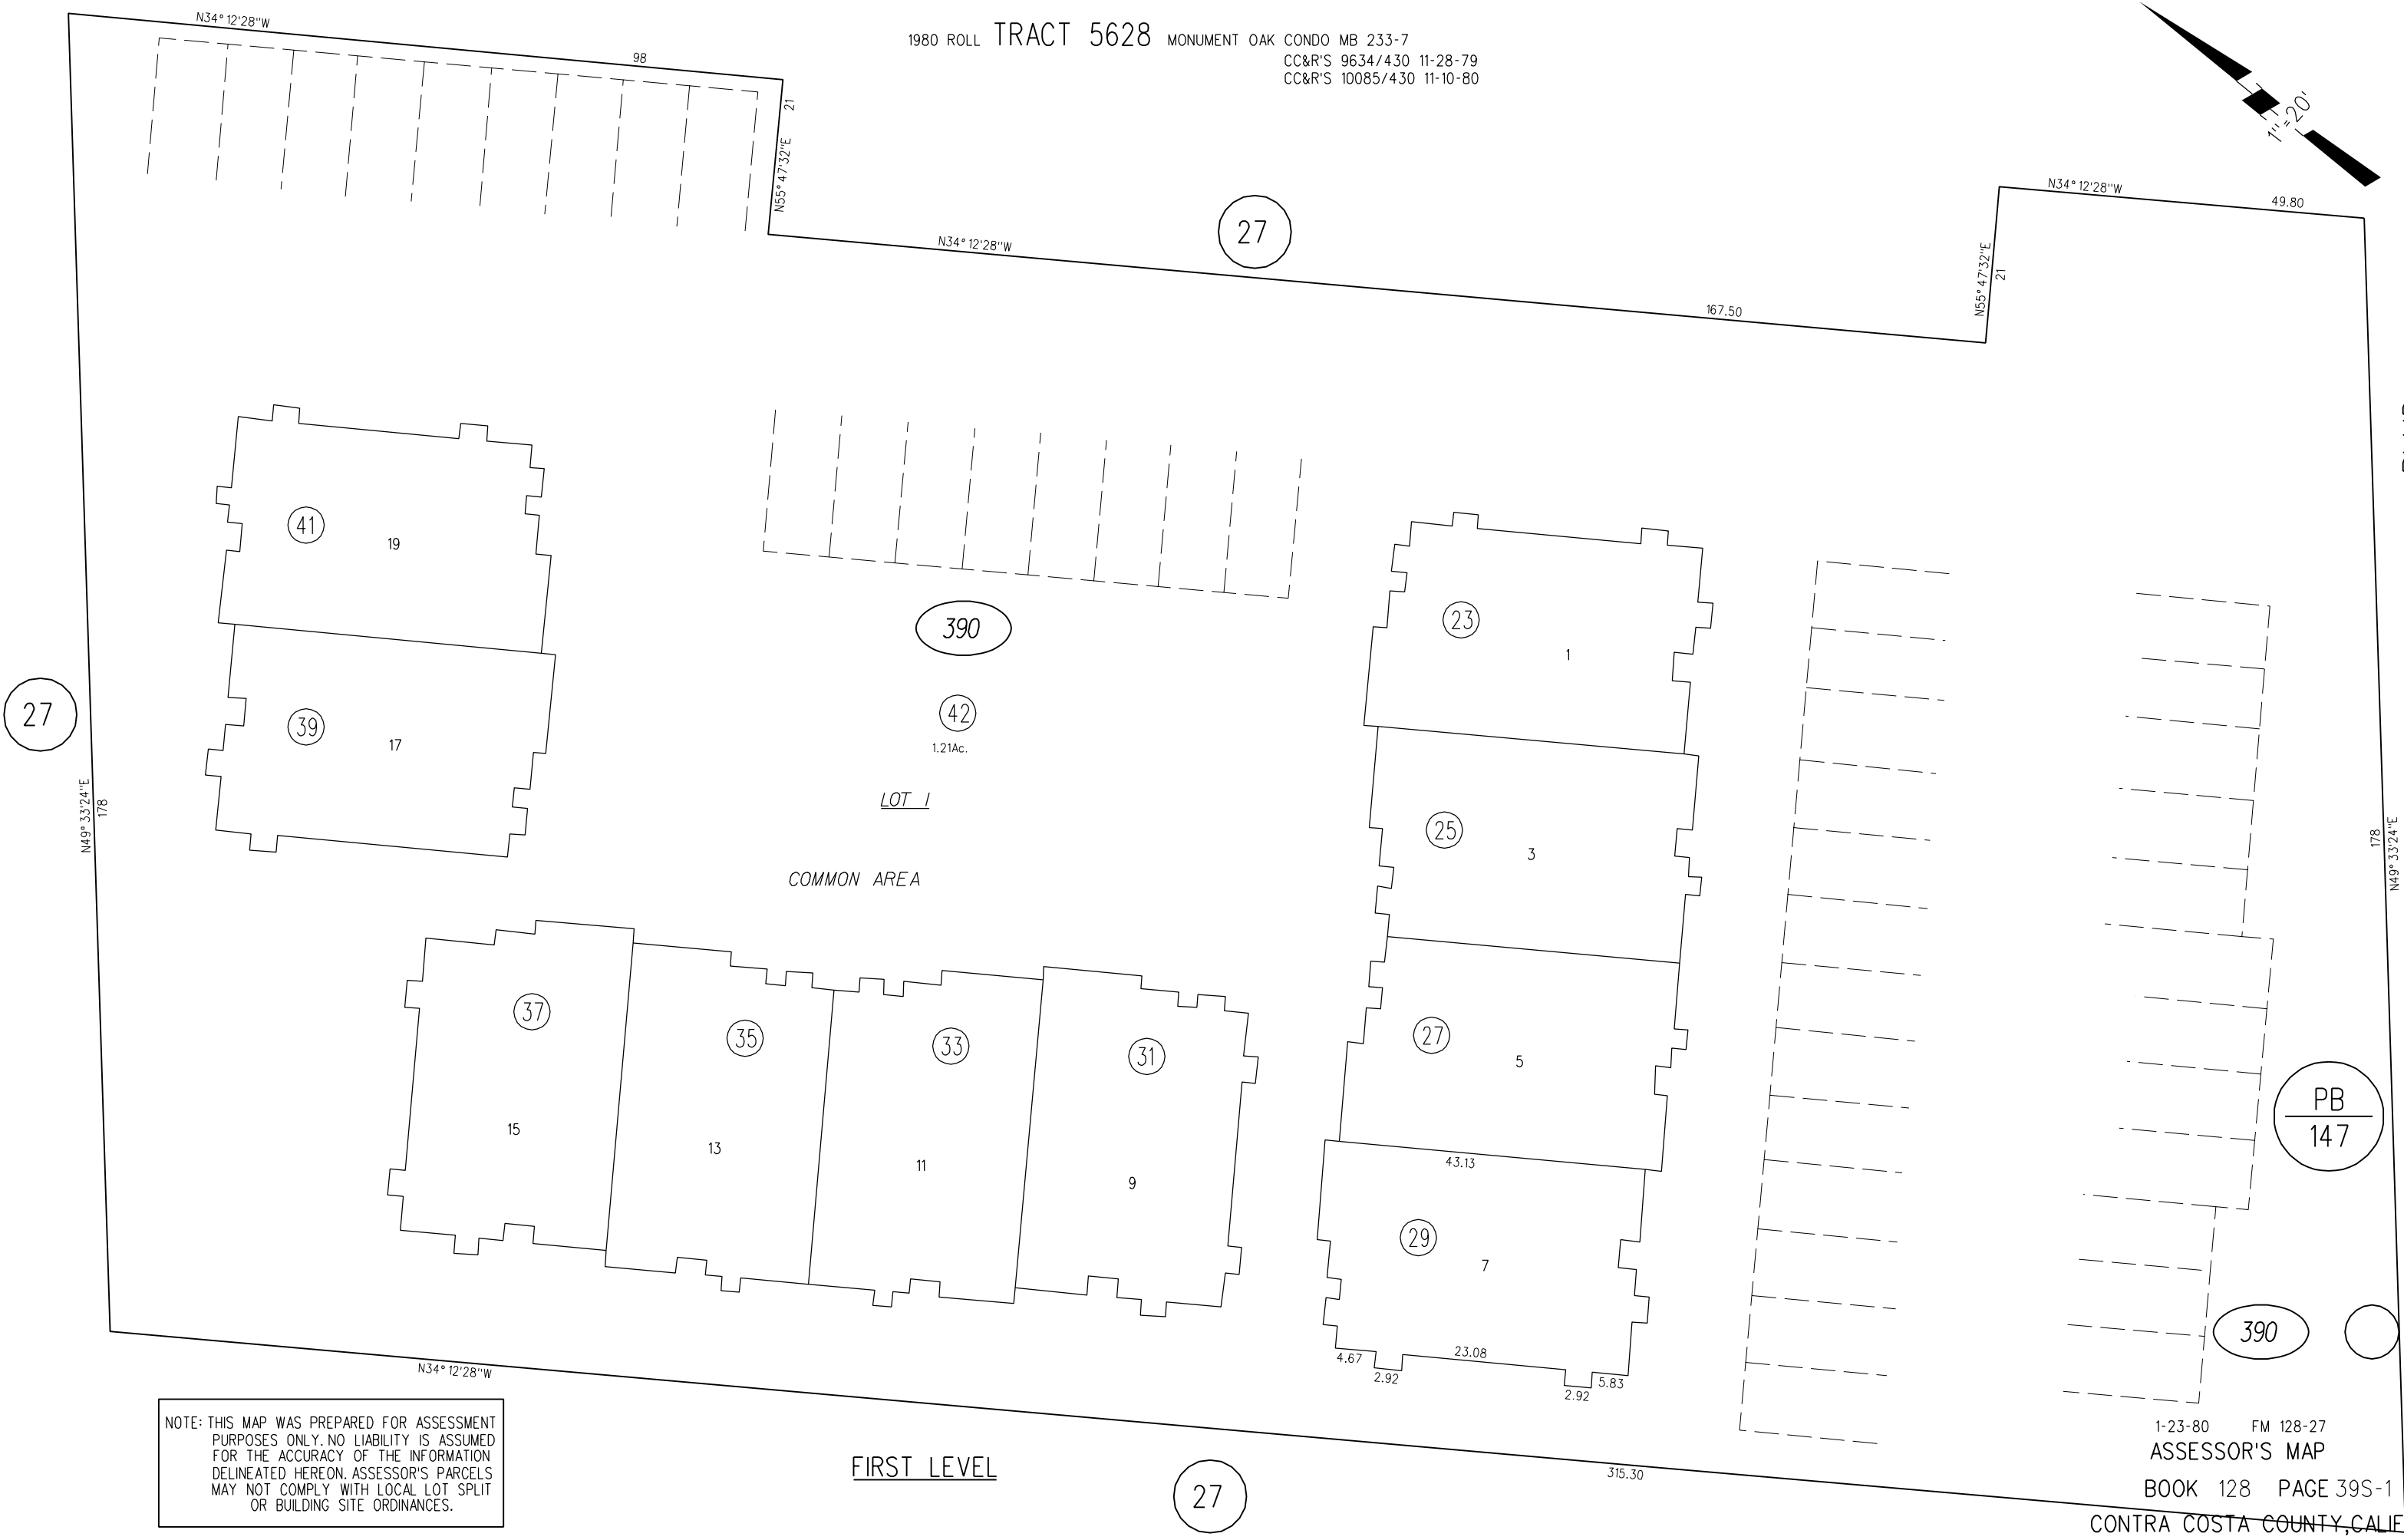 1980 ROLL TRACT 5628 MONUMENT OAK CONDO MB 233-7
CC&R'S 9634/430 11-28-79
CC&R'S 10085/430 11-10-80
1"=20'
N34°12'28"W
98
21
N55°47'32"E
N34°12'28"W
27
167.50
N55°47'32"E
21
N34°12'28"W
49.80
41
19
39
17
27
N49°33'24"E
178
390
42
1.21Ac.
LOT 1
COMMON AREA
23
1
25
3
27
5
43.13
29
7
4.67
2.92
23.08
2.92
5.83
37
15
35
13
33
11
31
9
178
N49°33'24"E
PB
147
390
N34°12'28"W
315.30
27
FIRST LEVEL
NOTE: THIS MAP WAS PREPARED FOR ASSESSMENT
PURPOSES ONLY. NO LIABILITY IS ASSUMED
FOR THE ACCURACY OF THE INFORMATION
DELINEATED HEREON. ASSESSOR'S PARCELS
MAY NOT COMPLY WITH LOCAL LOT SPLIT
OR BUILDING SITE ORDINANCES.
1-23-80 FM 128-27
ASSESSOR'S MAP
BOOK 128 PAGE 39S-1
CONTRA COSTA COUNTY, CALIF